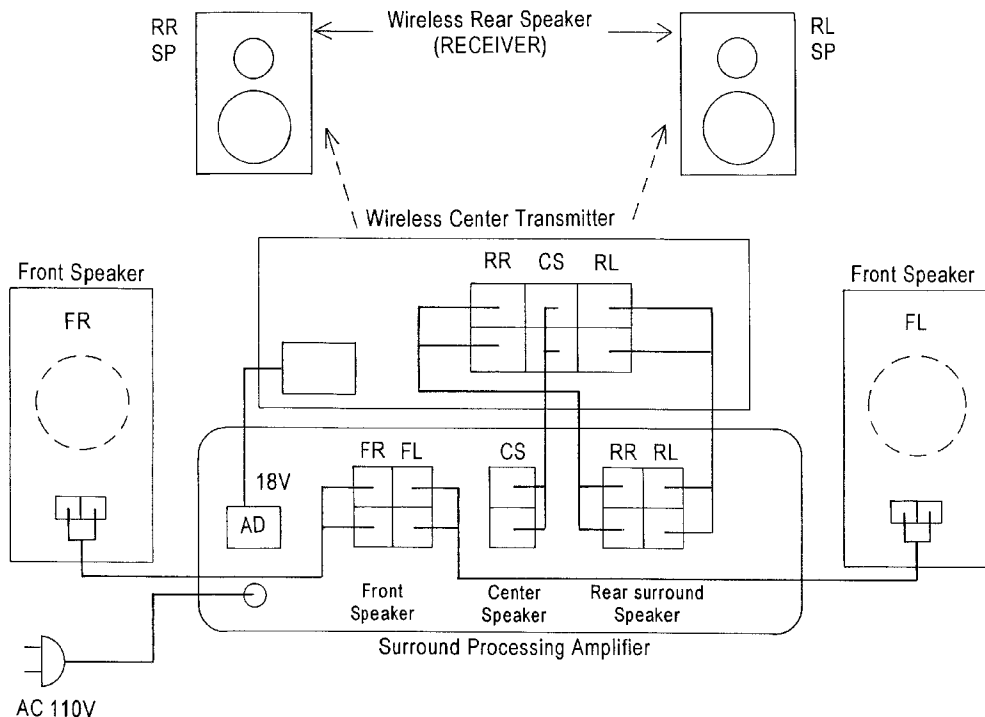 RR
SP
Wireless Rear Speaker
(RECEIVER)
RL
SP
Wireless Center Transmitter
RR CS RL
Front Speaker
FR
Front Speaker
FL
FR FL
CS
RR RL
18V
AD
Front
Speaker
Center
Speaker
Rear surround
Speaker
Surround Processing Amplifier
AC 110V